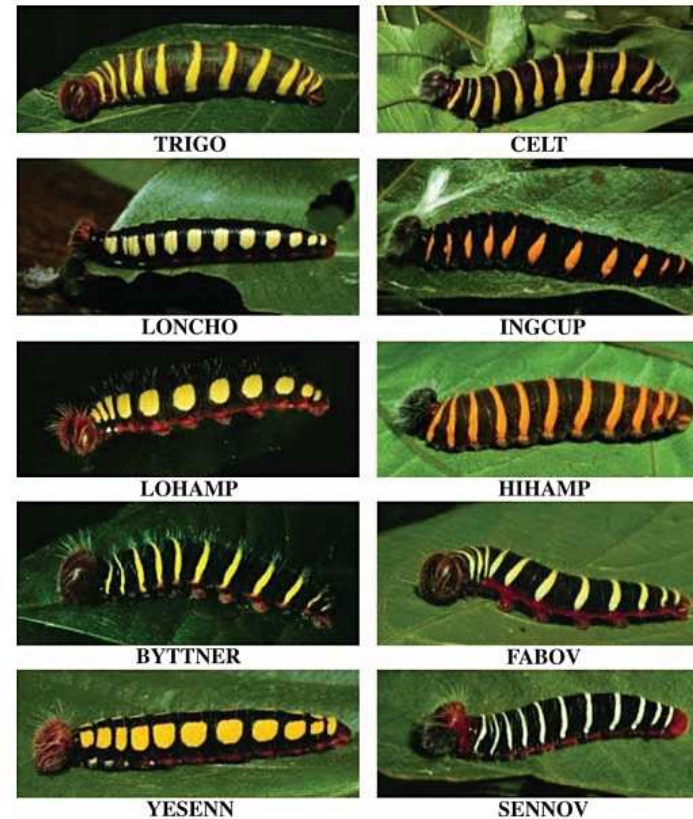 TRIGO
CELT
LONCHO
INGCUP
LOHAMP
HIHAMP
BYTTNER
FABOV
YESENN
SENNOV